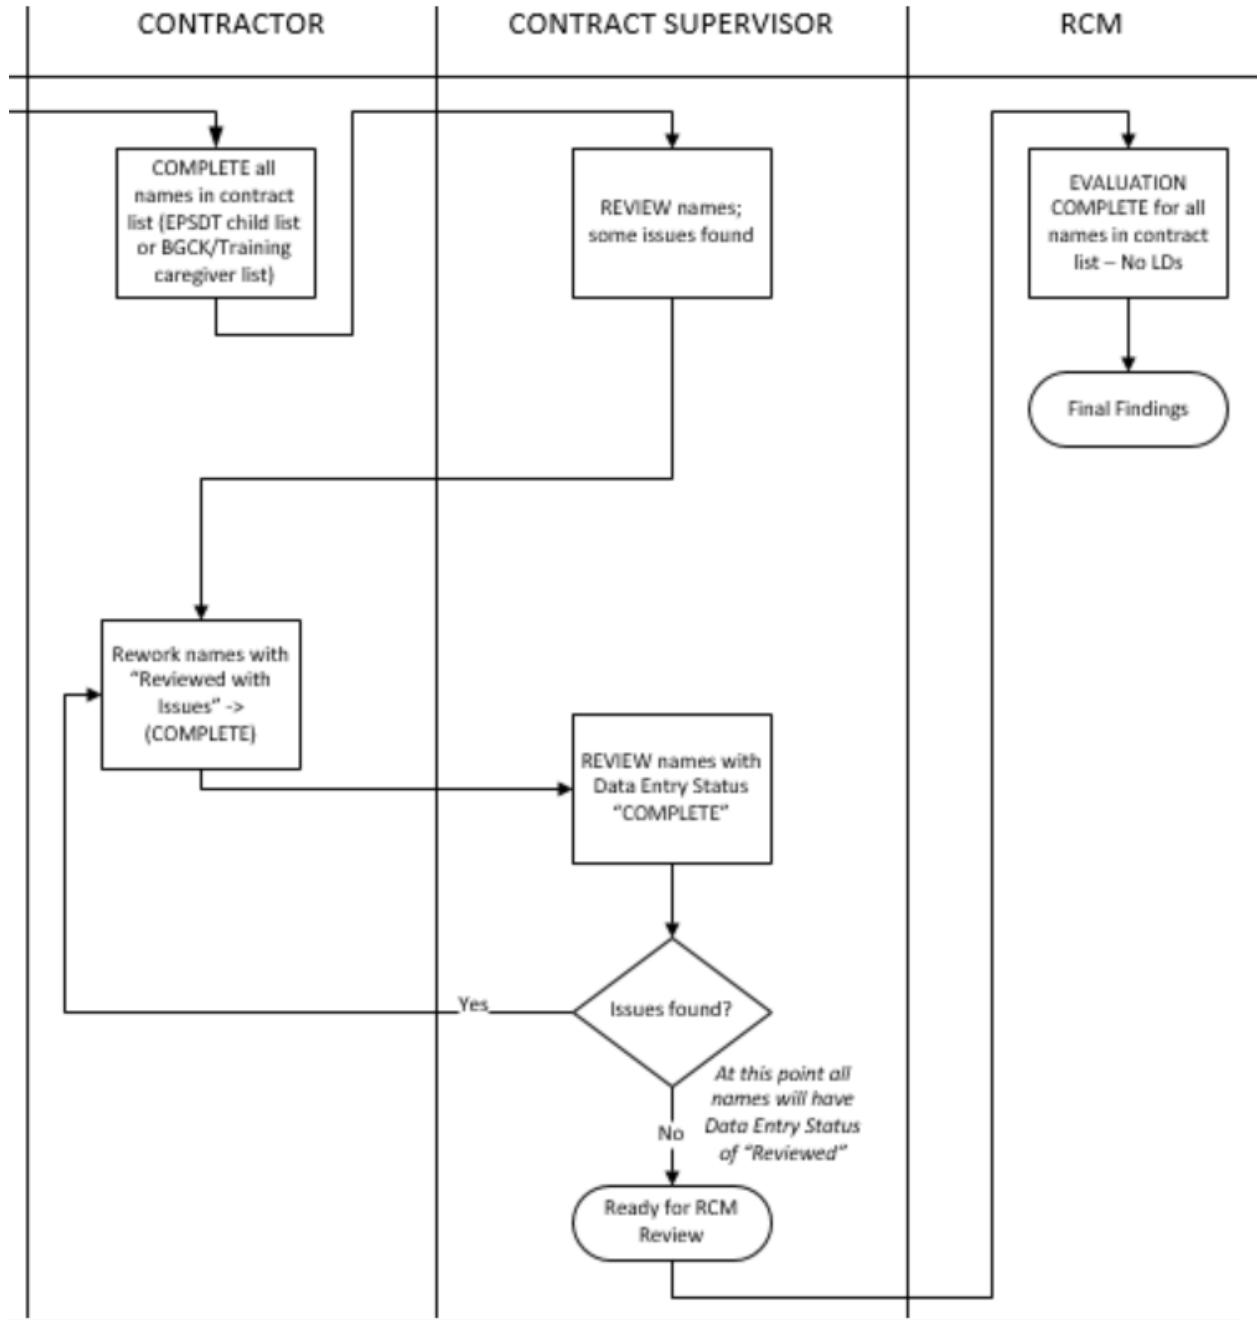 CONTRACTOR
CONTRACT SUPERVISOR
RCM
COMPLETE all
names in contract
list (EPSDT child list
or BGCK/Training
caregiver list)
REVIEW names;
some issues found
EVALUATION
COMPLETE for all
names in contract
list – No LDs
Final Findings
Rework names with
“Reviewed with
Issues” ->
(COMPLETE)
REVIEW names with
Data Entry Status
“COMPLETE”
Issues found?
Yes
At this point all
names will have
Data Entry Status
of “Reviewed”
No
Ready for RCM
Review